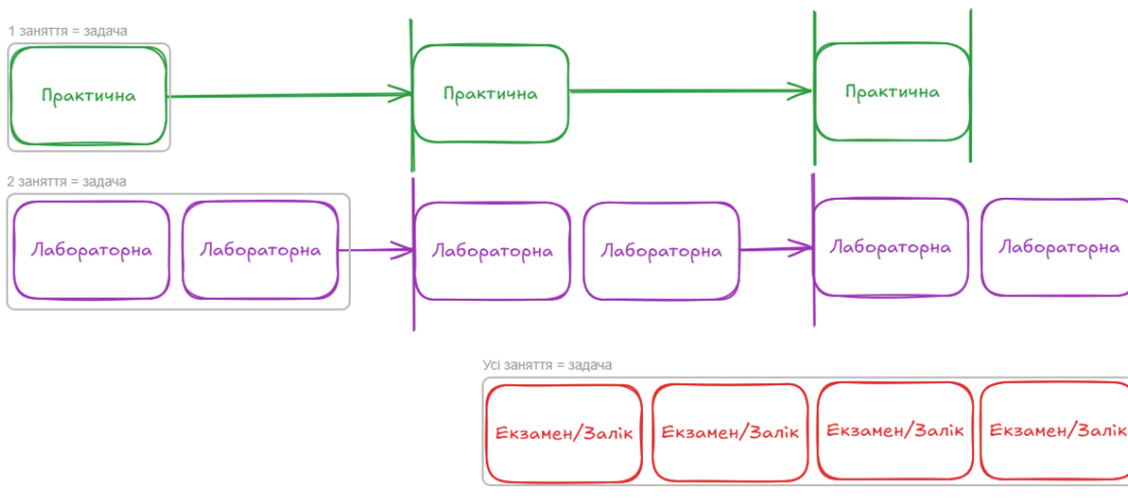 1 заняття = задача
Практична
Практична
Практична
2 заняття = задача
Лабораторна
Лабораторна
Лабораторна
Лабораторна
Лабораторна
Лабораторна
Усі заняття = задача
Екзамен/Залік
Екзамен/Залік
Екзамен/Залік
Екзамен/Залік